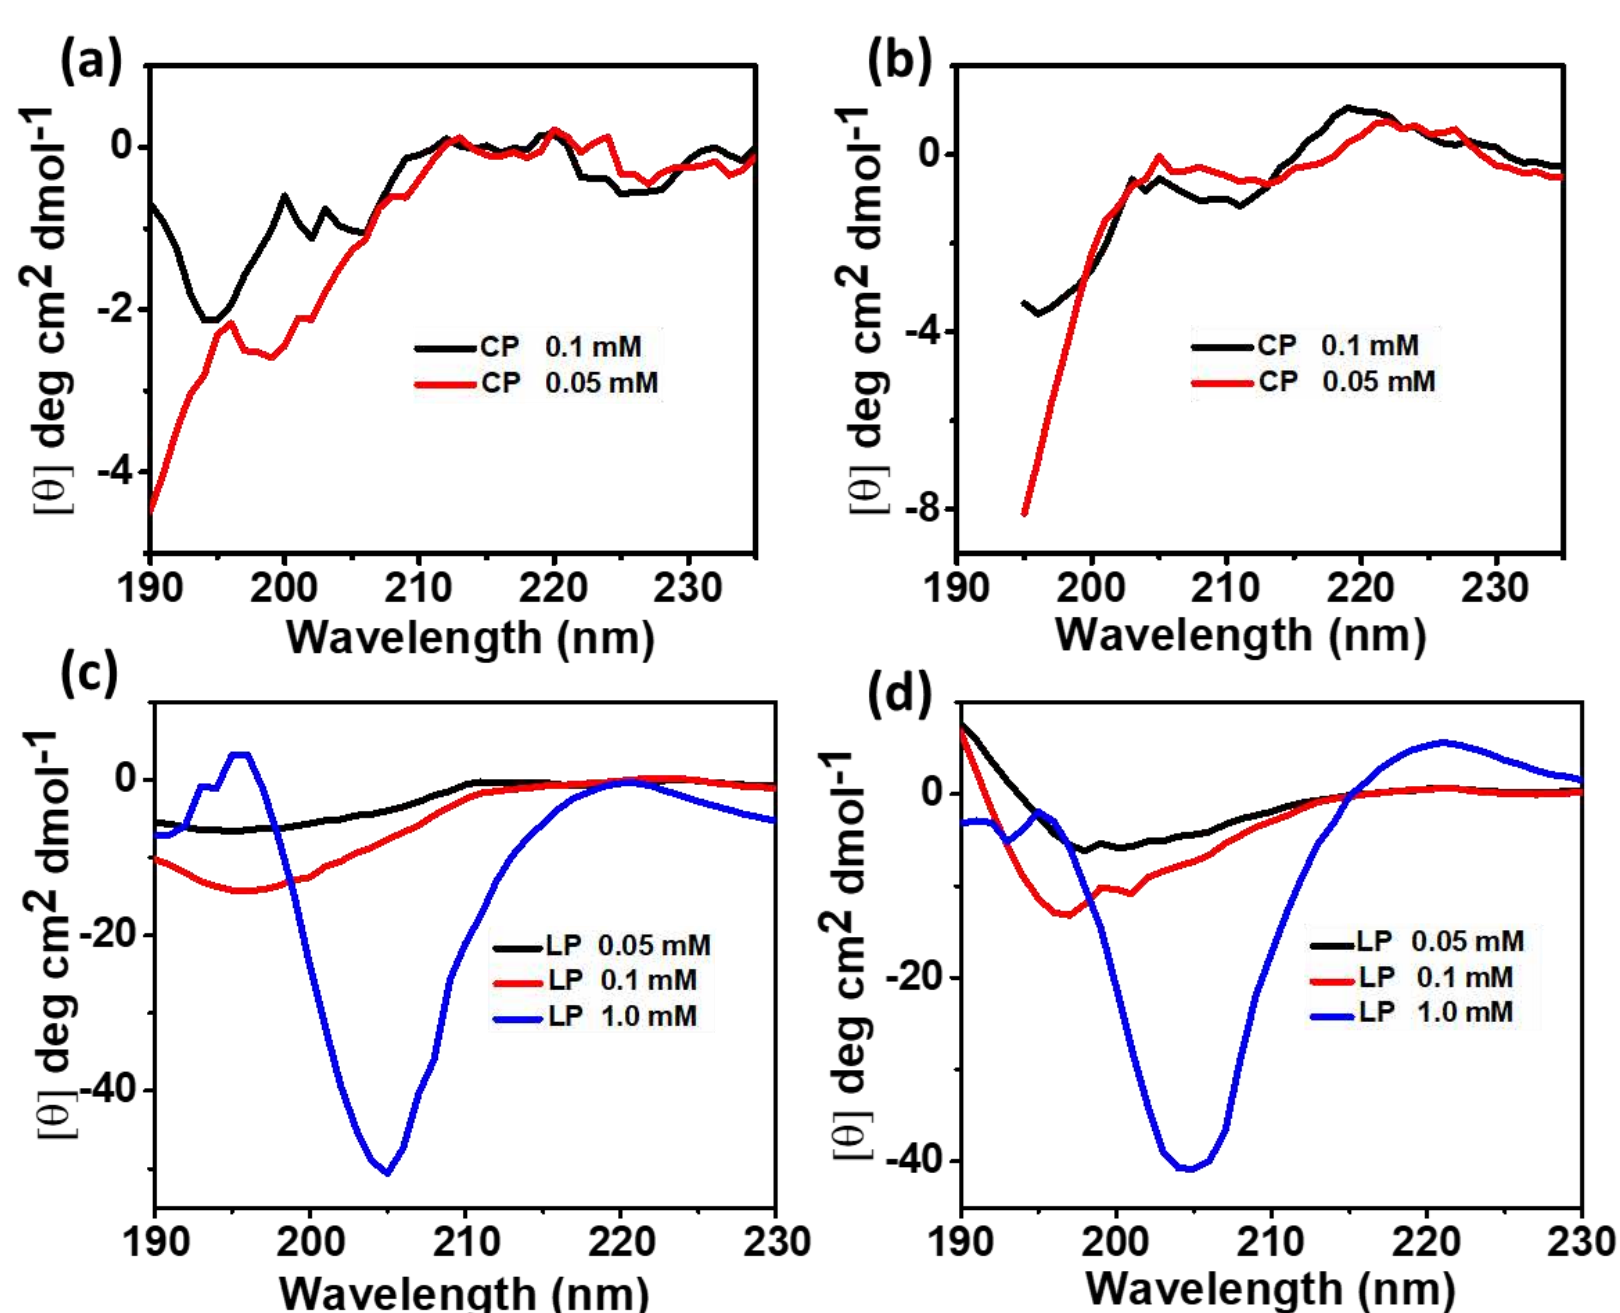 (a)
[θ] deg cm2 dmol-1
0
-2
-4
CP 0.1 mM
CP 0.05 mM
190 200 210 220 230
Wavelength (nm)
(b)
[θ] deg cm2 dmol-1
0
-4
-8
CP 0.1 mM
CP 0.05 mM
190 200 210 220 230
Wavelength (nm)
(c)
[θ] deg cm2 dmol-1
0
-20
-40
LP 0.05 mM
LP 0.1 mM
LP 1.0 mM
190 200 210 220 230
Wavelength (nm)
(d)
[θ] deg cm2 dmol-1
0
-20
-40
LP 0.05 mM
LP 0.1 mM
LP 1.0 mM
190 200 210 220 230
Wavelength (nm)